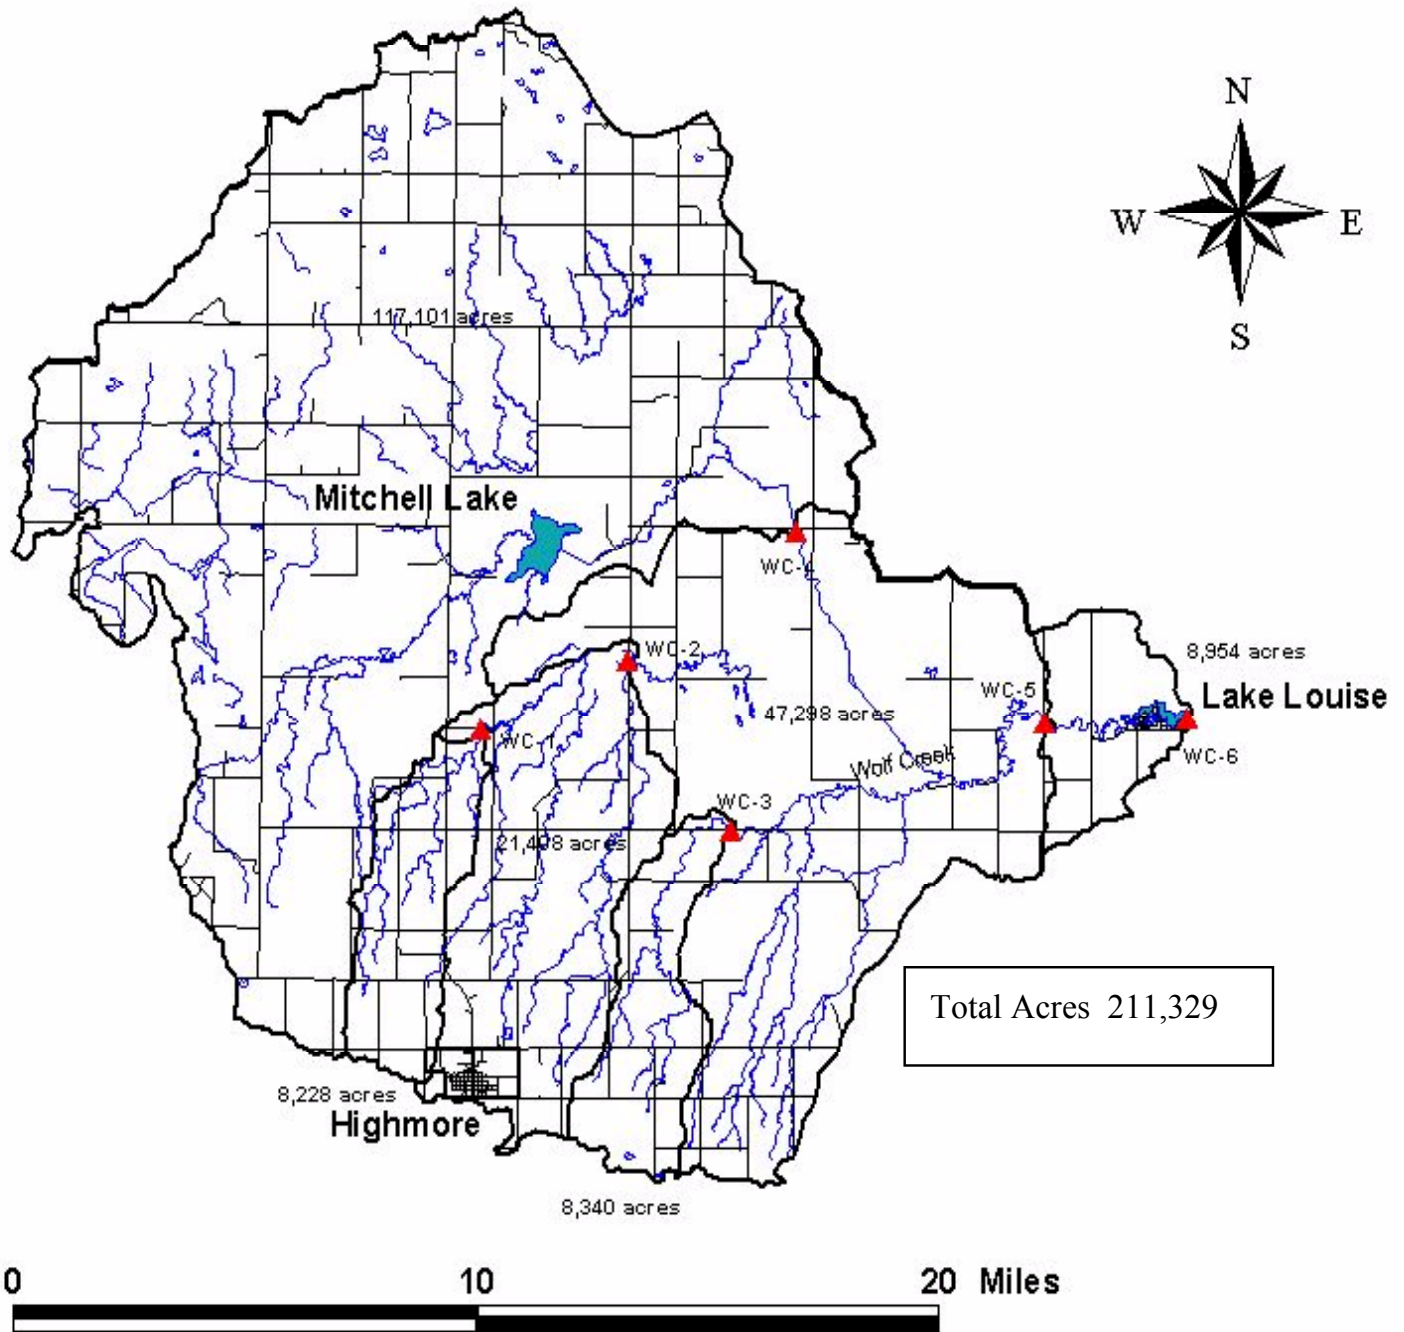 N
W E
S
117,101 acres
Mitchell Lake
WC-4
WC-2
8,954 acres
Lake Louise
WC-5
47,298 acres
WC-1
WC-6
Wolf Creek
WC-3
21,408 acres
Total Acres 211,329
8,228 acres
Highmore
8,340 acres
0 10 20 Miles